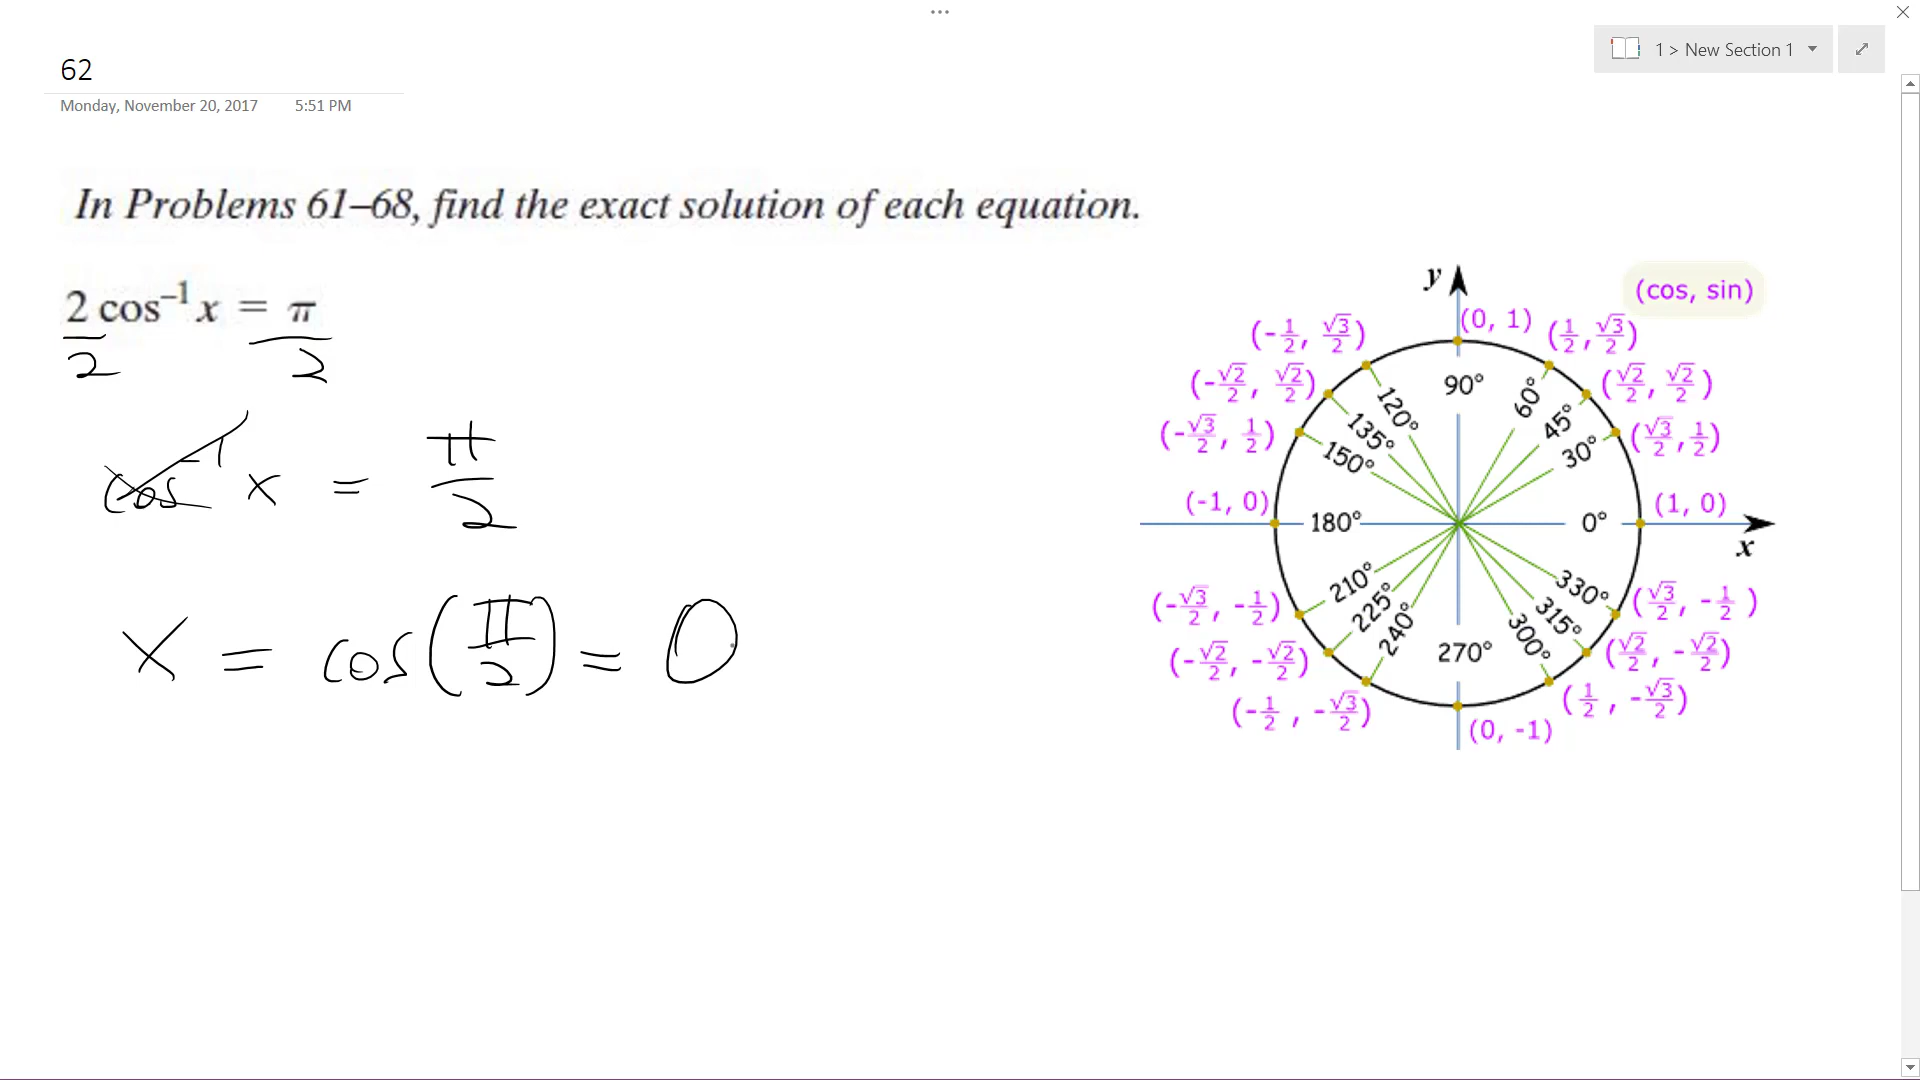 ...
1 > New Section 1
62
Monday, November 20, 2017 5:51 PM
In Problems 61–68, find the exact solution of each equation.
2 cos⁻¹ x = π
2 2
cos⁻¹ x = π/2
x = cos(π/2) = 0
y
(cos, sin)
(0, 1)
(-1/2, √3/2) (1/2, √3/2)
(-√2/2, √2/2) (√2/2, √2/2)
(-√3/2, 1/2) (√3/2, 1/2)
90°
120° 60°
135° 45°
150° 30°
(-1, 0) (1, 0)
180° 0°
x
210° 330°
225° 315°
240° 300°
270°
(-√3/2, -1/2) (√3/2, -1/2)
(-√2/2, -√2/2) (√2/2, -√2/2)
(-1/2, -√3/2) (1/2, -√3/2)
(0, -1)